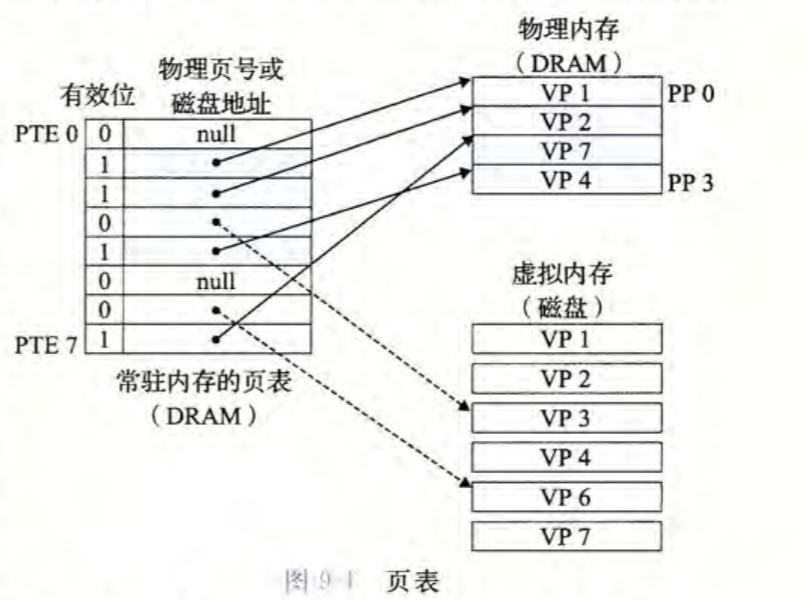 物理内存
（DRAM）
物理页号或
磁盘地址
有效位
PTE 0 0 null
1
1
0
1
0 null
0
PTE 7 1
常驻内存的页表
（DRAM）
VP 1 PP 0
VP 2
VP 7
VP 4 PP 3
虚拟内存
（磁盘）
VP 1
VP 2
VP 3
VP 4
VP 6
VP 7
页表